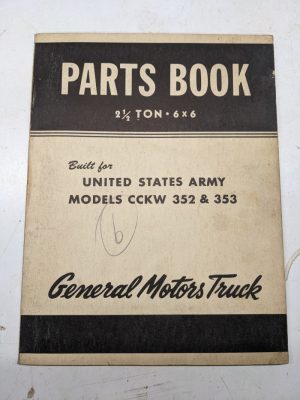 PARTS BOOK
2½ TON • 6x6
Built for
UNITED STATES ARMY
MODELS CCKW 352 & 353
6
General Motors Truck